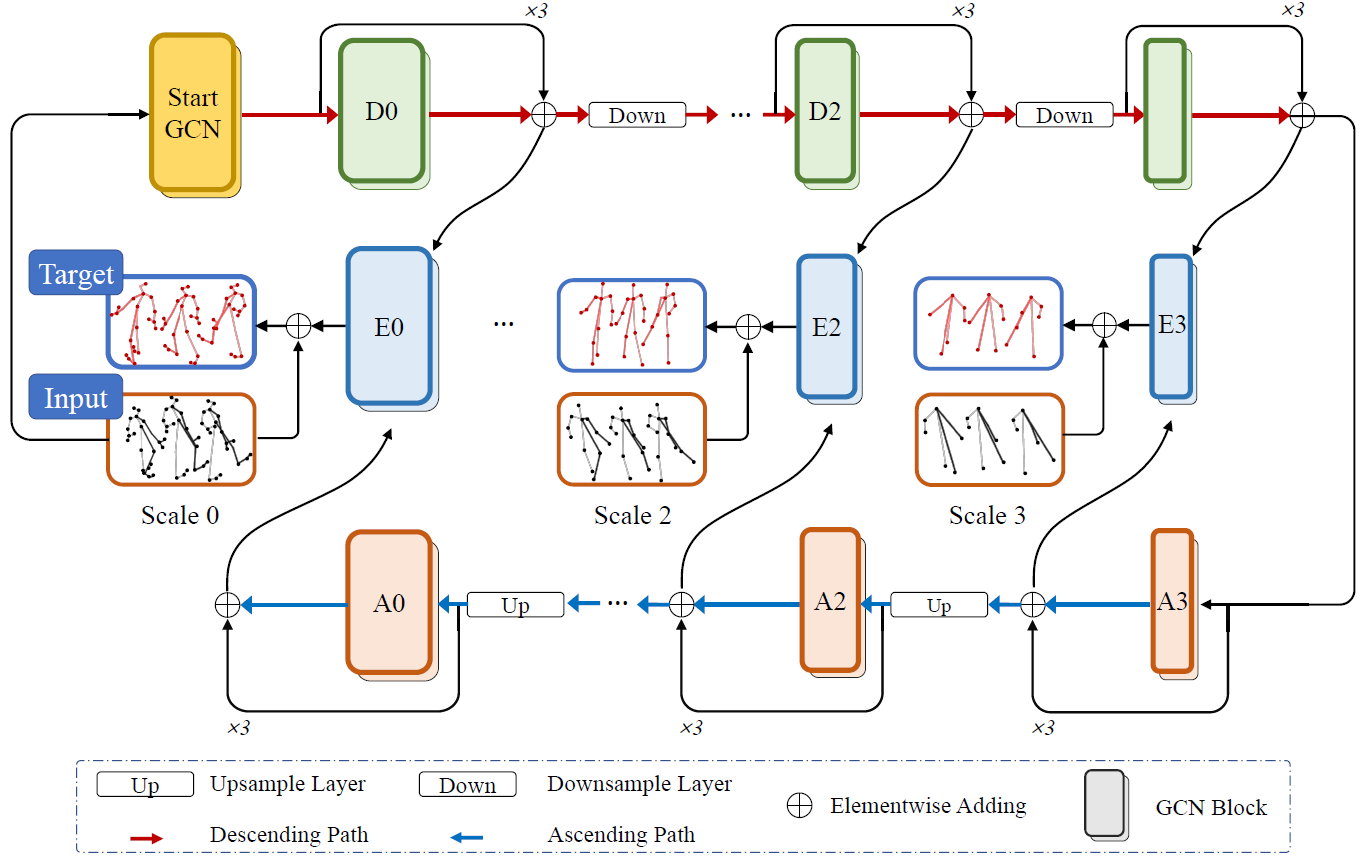 ×3
×3
×3
Start
GCN
D0
Down
...
D2
Down
Target
E0
...
E2
E3
Input
Scale 0
Scale 2
Scale 3
A0
Up
...
A2
Up
A3
×3
×3
×3
Up
Upsample Layer
Down
Downsample Layer
Elementwise Adding
GCN Block
Descending Path
Ascending Path